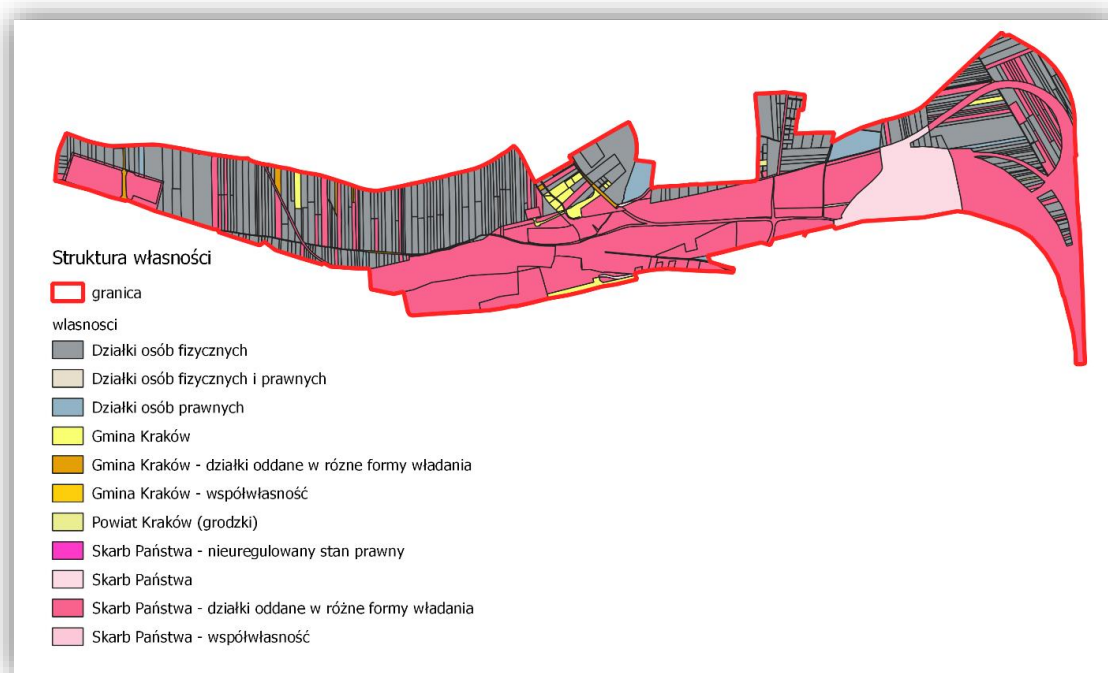 Struktura własności
granica
wlasnosci
Działki osób fizycznych
Działki osób fizycznych i prawnych
Działki osób prawnych
Gmina Kraków
Gmina Kraków - działki oddane w rózne formy władania
Gmina Kraków - współwłasność
Powiat Kraków (grodzki)
Skarb Państwa - nieuregulowany stan prawny
Skarb Państwa
Skarb Państwa - działki oddane w różne formy władania
Skarb Państwa - współwłasność